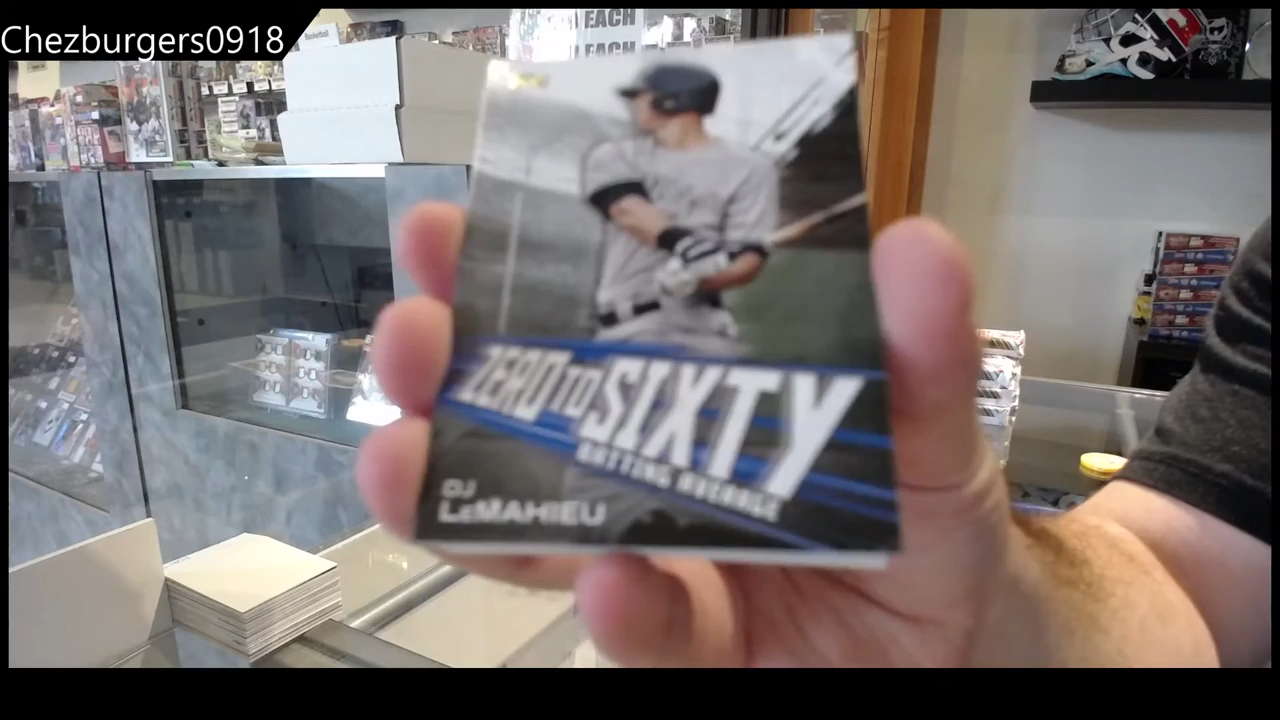 Chezburgers0918
EACH
EACH
ZERO TO SIXTY
BATTING AVERAGE
DJ
LEMAHIEU